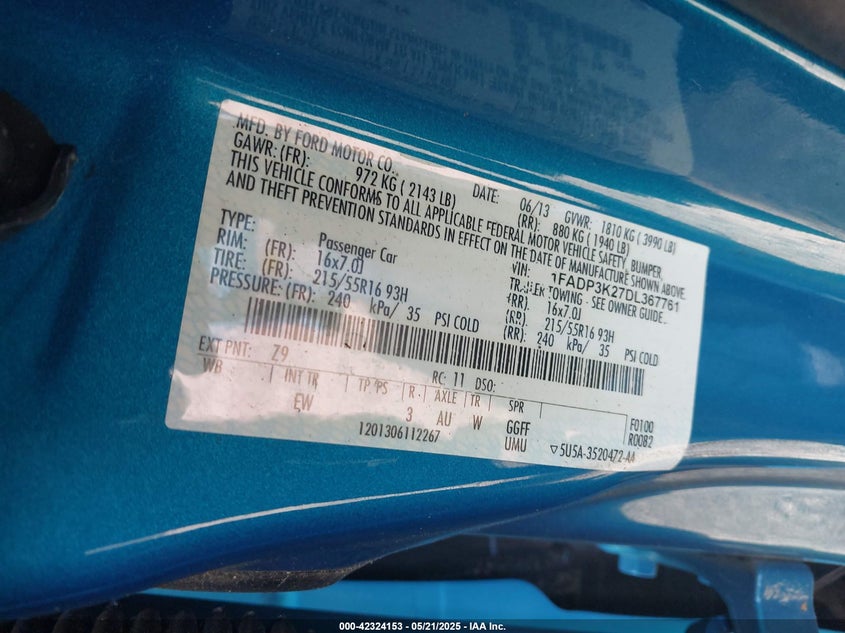 MFD. BY FORD MOTOR CO. DATE: 06/13 GVWR: 1810 KG ( 3990 LB)
GAWR: (FR): 972 KG ( 2143 LB) (RR): 880 KG ( 1940 LB)
THIS VEHICLE CONFORMS TO ALL APPLICABLE FEDERAL MOTOR VEHICLE SAFETY, BUMPER,
AND THEFT PREVENTION STANDARDS IN EFFECT ON THE DATE OF MANUFACTURE SHOWN ABOVE.
VIN: 1FADP3K27DL367761
TYPE: Passenger Car TRAILER TOWING - SEE OWNER GUIDE
RIM: (FR): 16x7.0J (RR): 16x7.0J
TIRE: (FR): 215/55R16 93H (RR): 215/55R16 93H
PRESSURE: (FR): 240 kPa/ 35 PSI COLD (RR): 240 kPa/ 35 PSI COLD
EXT PNT: Z9 RC: 11 DSO:
WB INT TR TP/PS R AXLE TR SPR
EW 3 AU W GGFF F0100
UMU R0082
1201306112267 5U5A-3520472-AA
000-42324153 - 05/21/2025 - IAA Inc.